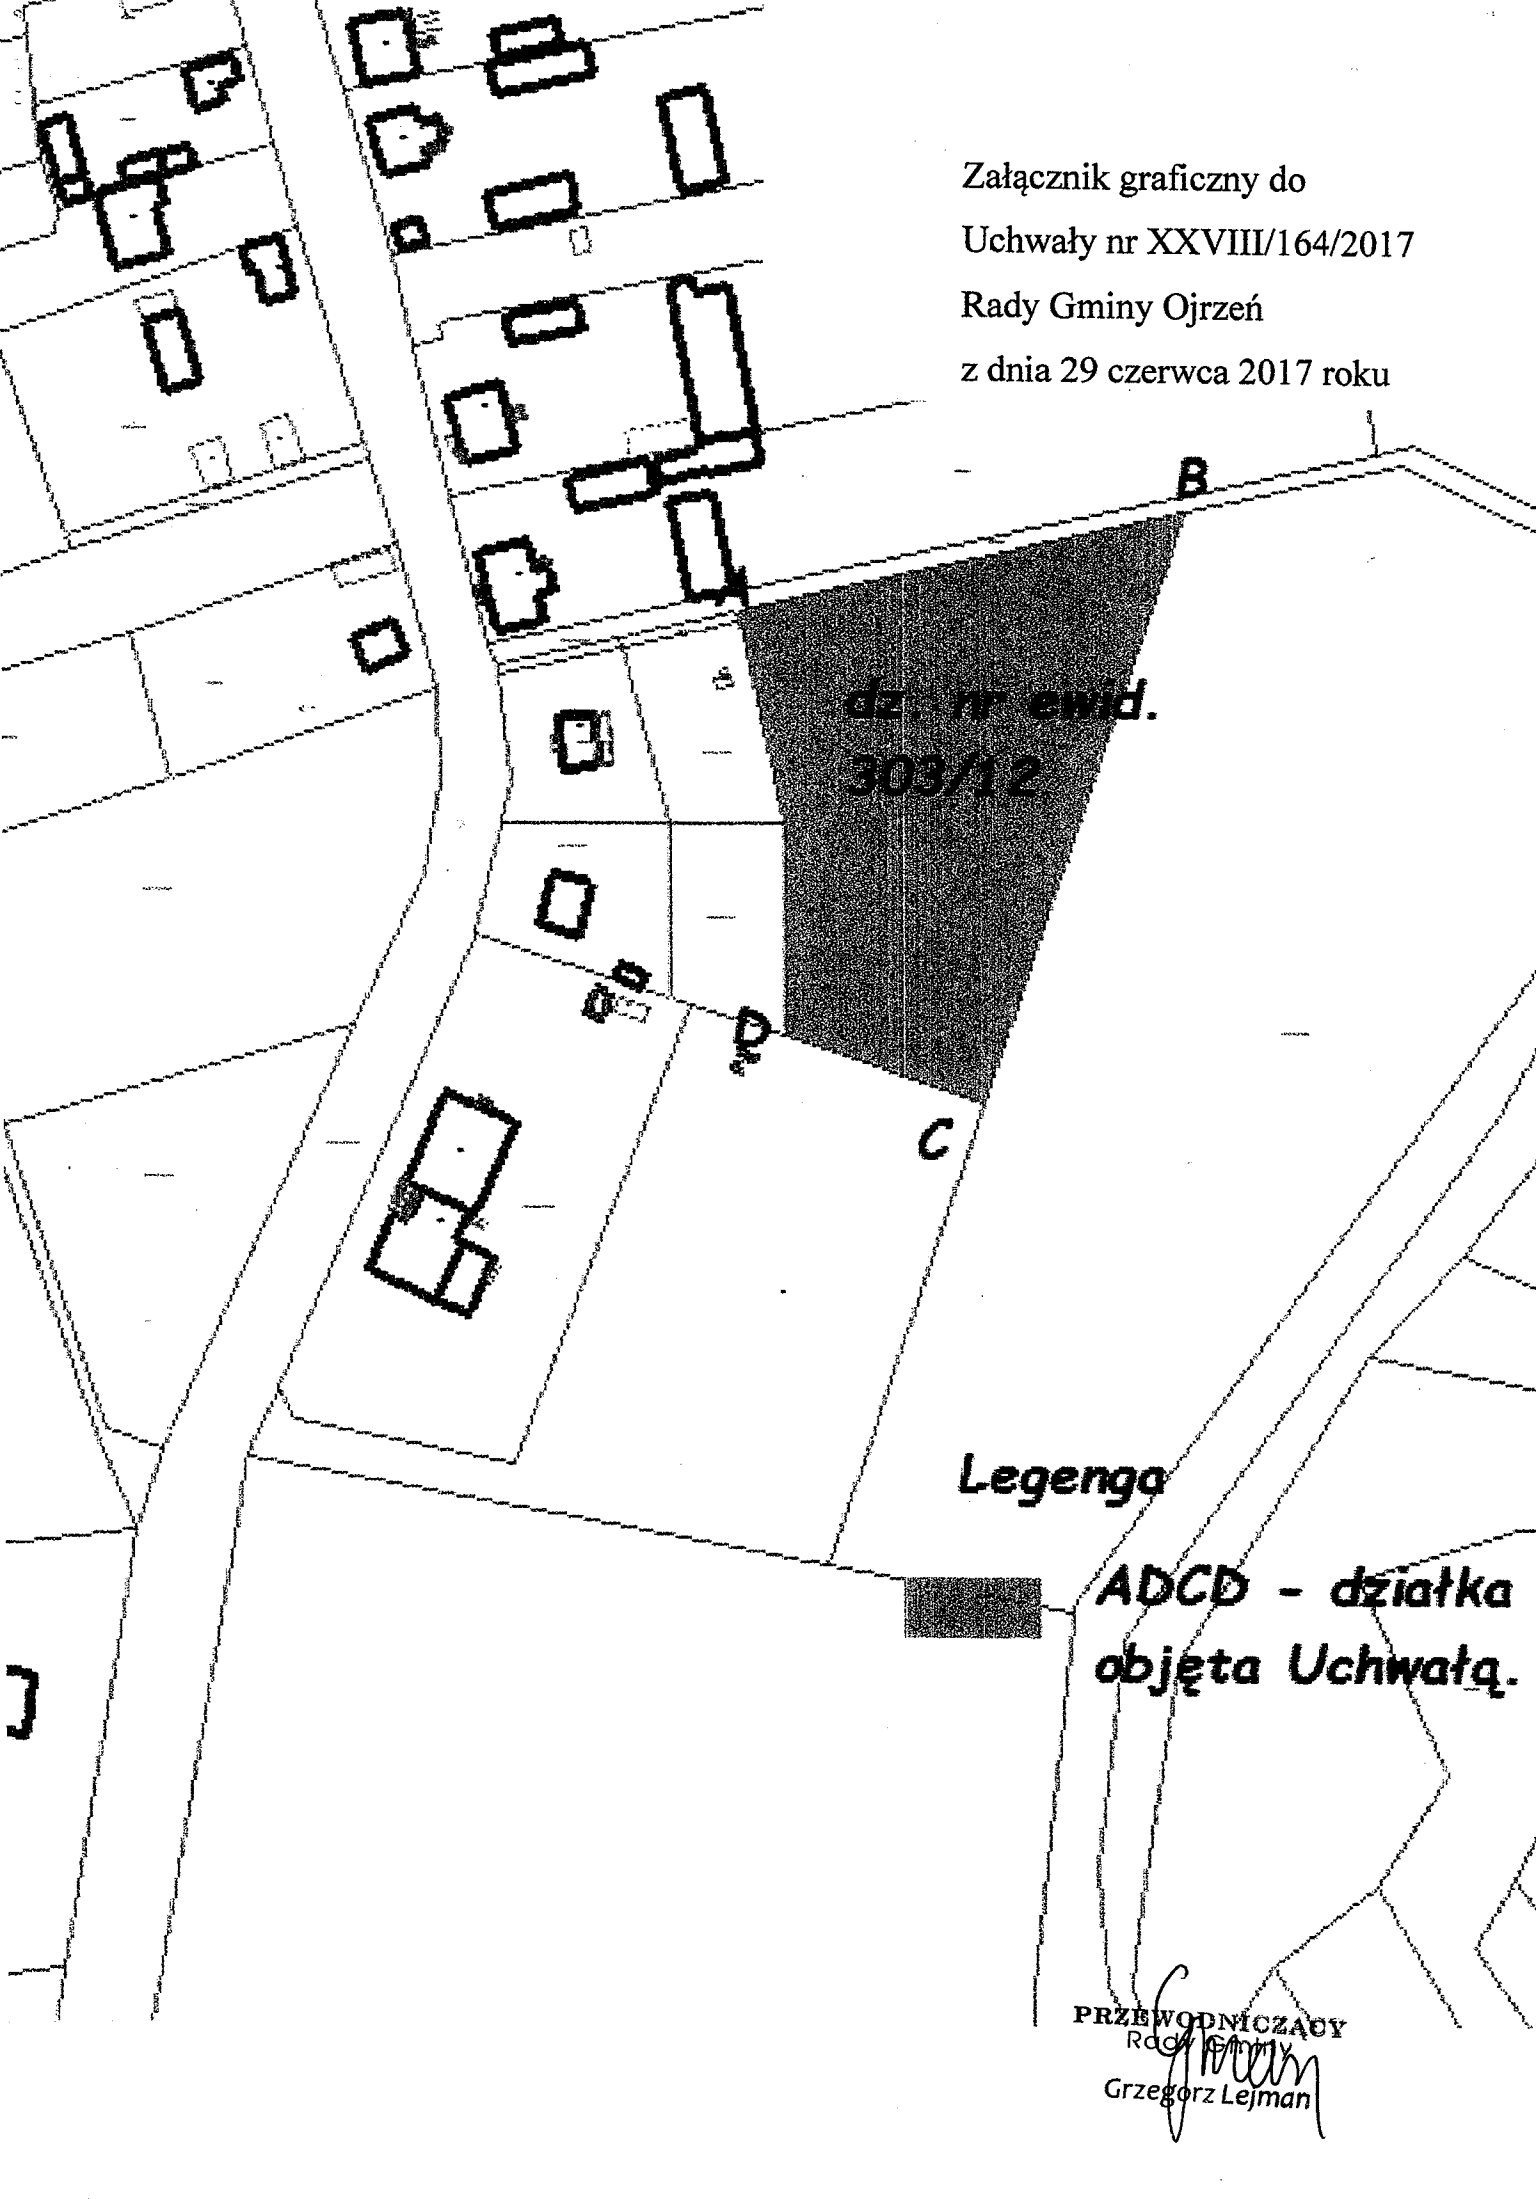 Załącznik graficzny do
Uchwały nr XXVIII/164/2017
Rady Gminy Ojrzeń
z dnia 29 czerwca 2017 roku
B
A
dz. nr ewid.
303/12
D
C
Legenga
ADCD - działka
objęta Uchwałą.
PRZEWODNICZĄCY
Rady Gminy
Grzegorz Lejman